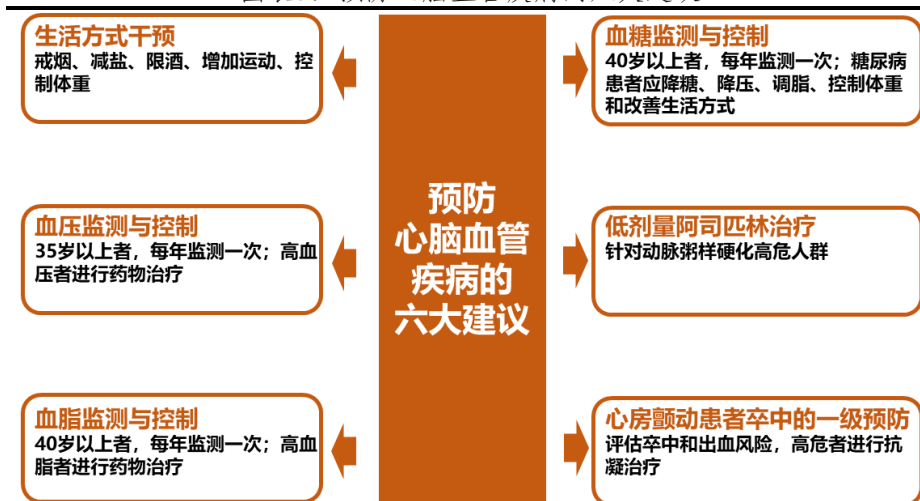 生活方式干预
戒烟、减盐、限酒、增加运动、控
制体重
血压监测与控制
35岁以上者，每年监测一次；高血
压者进行药物治疗
血脂监测与控制
40岁以上者，每年监测一次；高血
脂者进行药物治疗
预防
心脑血管
疾病的
六大建议
血糖监测与控制
40岁以上者，每年监测一次；糖尿病
患者应降糖、降压、调脂、控制体重
和改善生活方式
低剂量阿司匹林治疗
针对动脉粥样硬化高危人群
心房颤动患者卒中的一级预防
评估卒中和出血风险，高危者进行抗
凝治疗